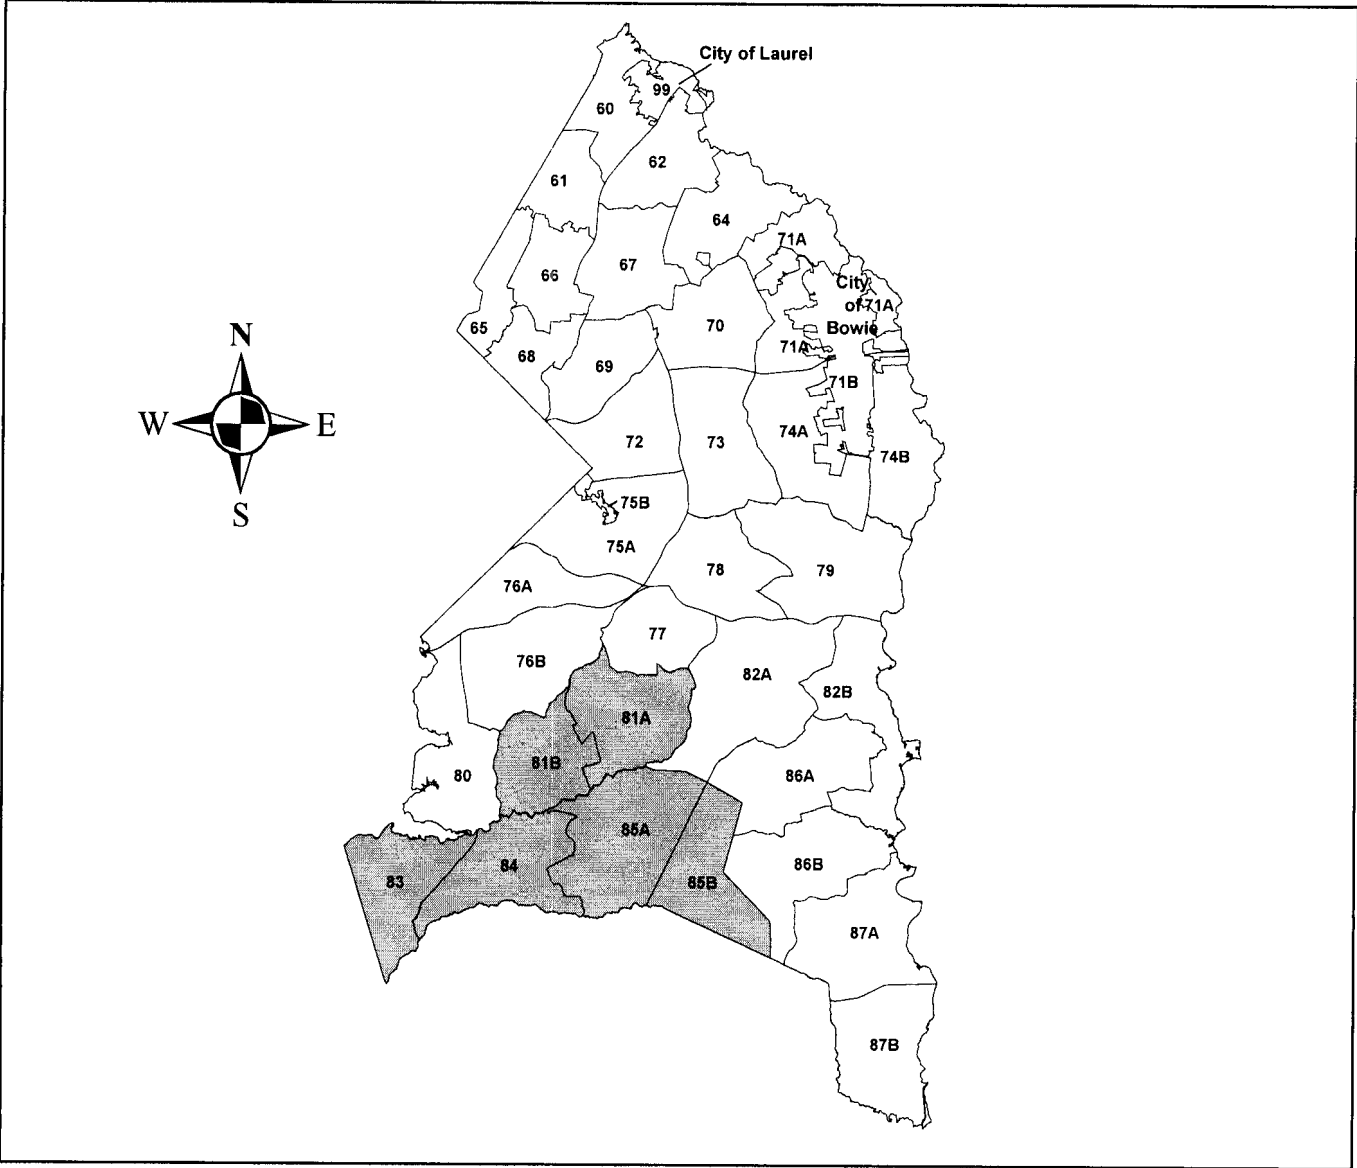 City of Laurel
99
60
62
61
64
71A
66
67
City
of 71A
Bowie
65
70
N
68
71A
69
71B
W
E
72
73
74A
74B
S
75B
75A
78
79
76A
77
76B
82A
82B
81A
81B
80
86A
85A
84
86B
83
85B
87A
87B